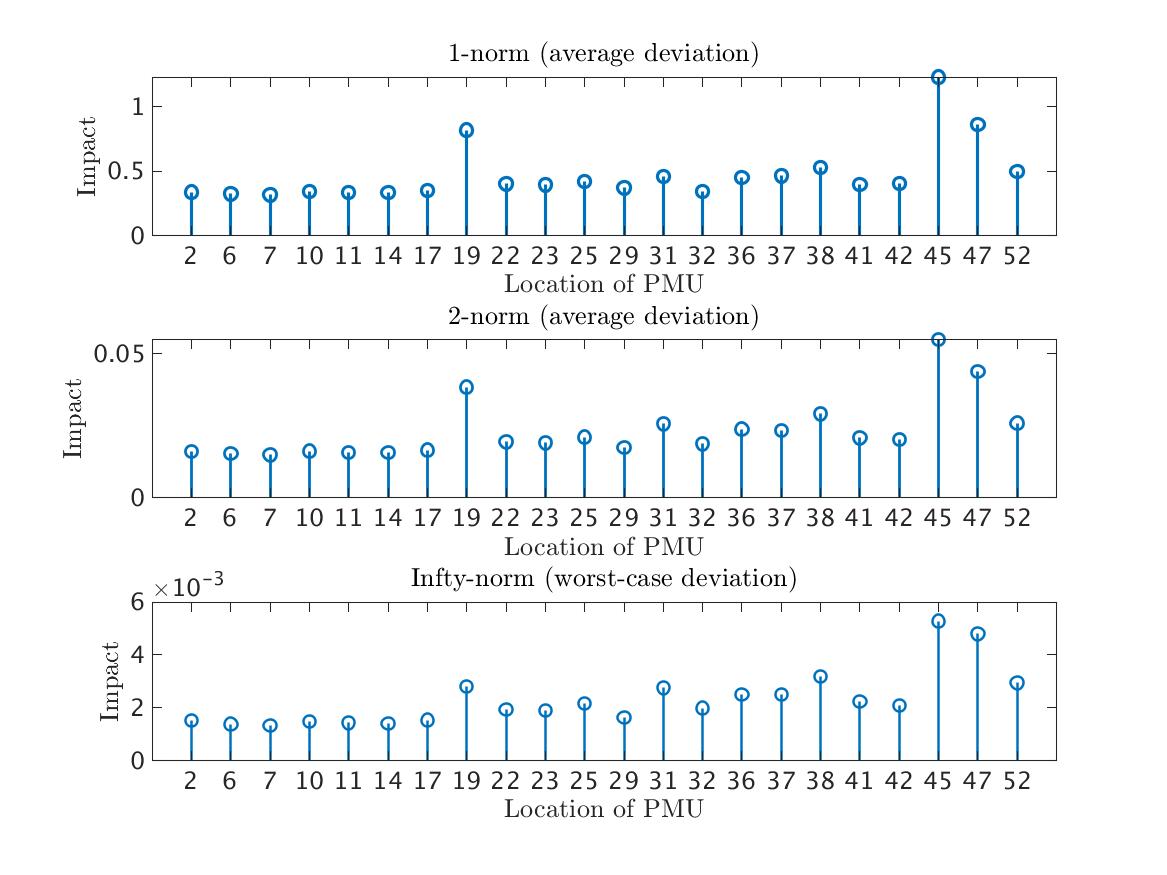 1-norm (average deviation)
1
0.5
0
Impact
2 6 7 10 11 14 17 19 22 23 25 29 31 32 36 37 38 41 42 45 47 52
Location of PMU
2-norm (average deviation)
0.05
0
Impact
2 6 7 10 11 14 17 19 22 23 25 29 31 32 36 37 38 41 42 45 47 52
Location of PMU
Infty-norm (worst-case deviation)
×10⁻³
6
4
2
0
Impact
2 6 7 10 11 14 17 19 22 23 25 29 31 32 36 37 38 41 42 45 47 52
Location of PMU